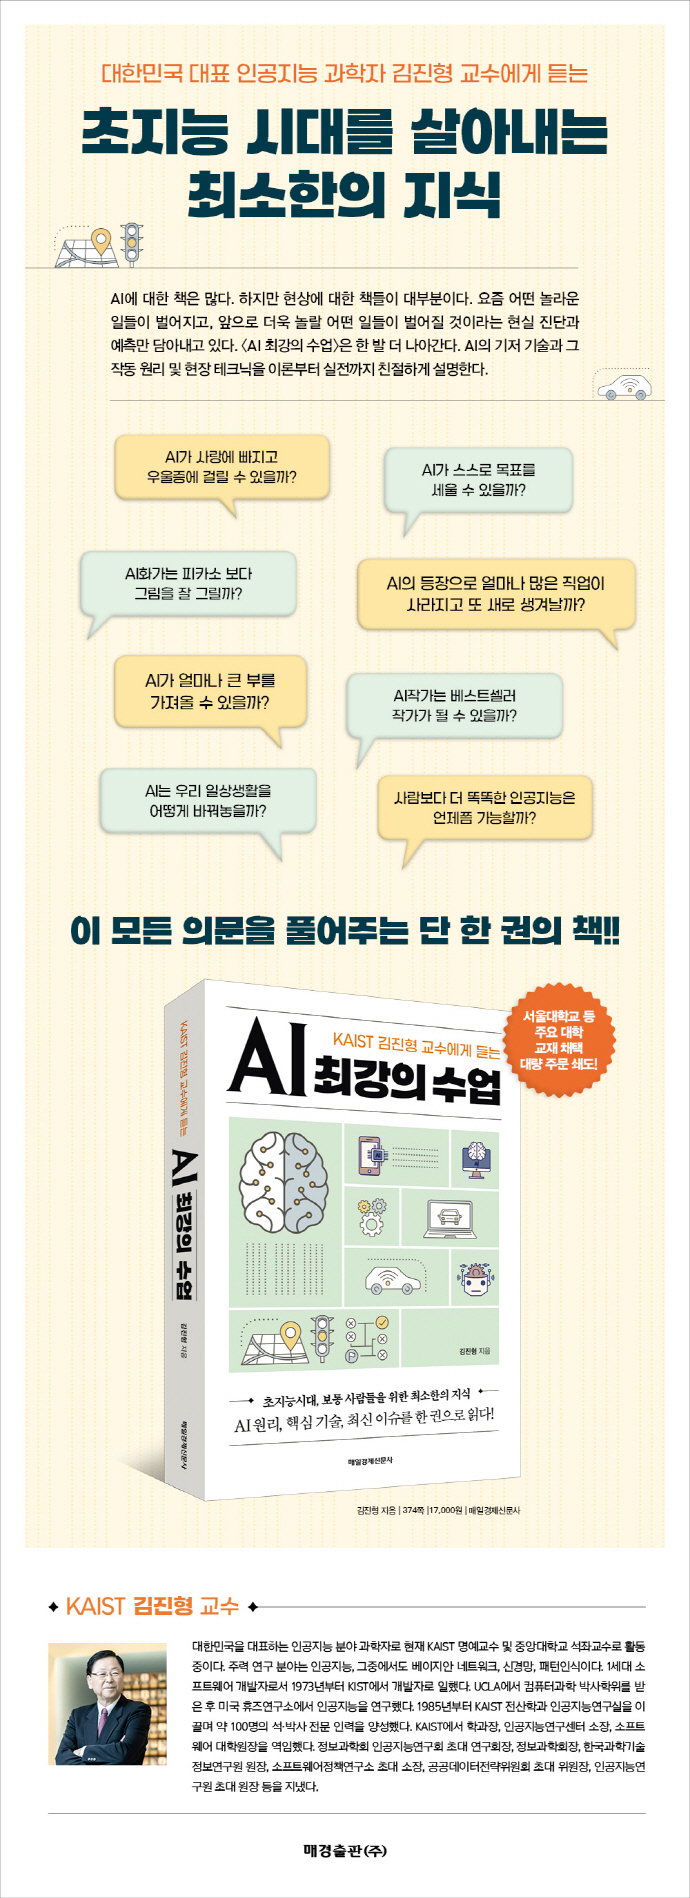 대한민국 대표 인공지능 과학자 김진형 교수에게 듣는
초지능 시대를 살아내는
최소한의 지식
AI에 대한 책은 많다. 하지만 현상에 대한 책들이 대부분이다. 요즘 어떤 놀라운
일들이 벌어지고, 앞으로 더욱 놀랄 어떤 일들이 벌어질 것이라는 현실 진단과
예측만 담아내고 있다. 〈AI 최강의 수업〉은 한 발 더 나아간다. AI의 기저 기술과 그
작동 원리 및 현장 테크닉을 이론부터 실전까지 친절하게 설명한다.
AI가 사랑에 빠지고
우울증에 걸릴 수 있을까?
AI가 스스로 목표를
세울 수 있을까?
AI화가는 피카소 보다
그림을 잘 그릴까?
AI의 등장으로 얼마나 많은 직업이
사라지고 또 새로 생겨날까?
AI가 얼마나 큰 부를
가져올 수 있을까?
AI작가는 베스트셀러
작가가 될 수 있을까?
AI는 우리 일상생활을
어떻게 바꿔놓을까?
사람보다 더 똑똑한 인공지능은
언제쯤 가능할까?
이 모든 의문을 풀어주는 단 한 권의 책!!
서울대학교 등
주요 대학
교재 채택
대량 주문 쇄도!
KAIST 김진형 교수에게 듣는
AI 최강의 수업
KAIST 김진형 교수에게 듣는
AI 최강의 수업
김진형 지음
매일경제신문사
AI
김진형 지음
초지능시대, 보통 사람들을 위한 최소한의 지식
AI 원리, 핵심 기술, 최신 이슈를 한 권으로 읽다!
매일경제신문사
김진형 지음 | 374쪽 |17,000원 | 매일경제신문사
KAIST 김진형 교수
대한민국을 대표하는 인공지능 분야 과학자로 현재 KAIST 명예교수 및 중앙대학교 석좌교수로 활동
중이다. 주력 연구 분야는 인공지능, 그중에서도 베이지안 네트워크, 신경망, 패턴인식이다. 1세대 소
프트웨어 개발자로서 1973년부터 KIST에서 개발자로 일했다. UCLA에서 컴퓨터과학 박사학위를 받
은 후 미국 휴즈연구소에서 인공지능을 연구했다. 1985년부터 KAIST 전산학과 인공지능연구실을 이
끌며 약 100명의 석·박사 전문 인력을 양성했다. KAIST에서 학과장, 인공지능연구센터 소장, 소프트
웨어 대학원장을 역임했다. 정보과학회 인공지능연구회 초대 연구회장, 정보과학회장, 한국과학기술
정보연구원 원장, 소프트웨어정책연구소 초대 소장, 공공데이터전략위원회 초대 위원장, 인공지능연
구원 초대 원장 등을 지냈다.
매경출판(주)